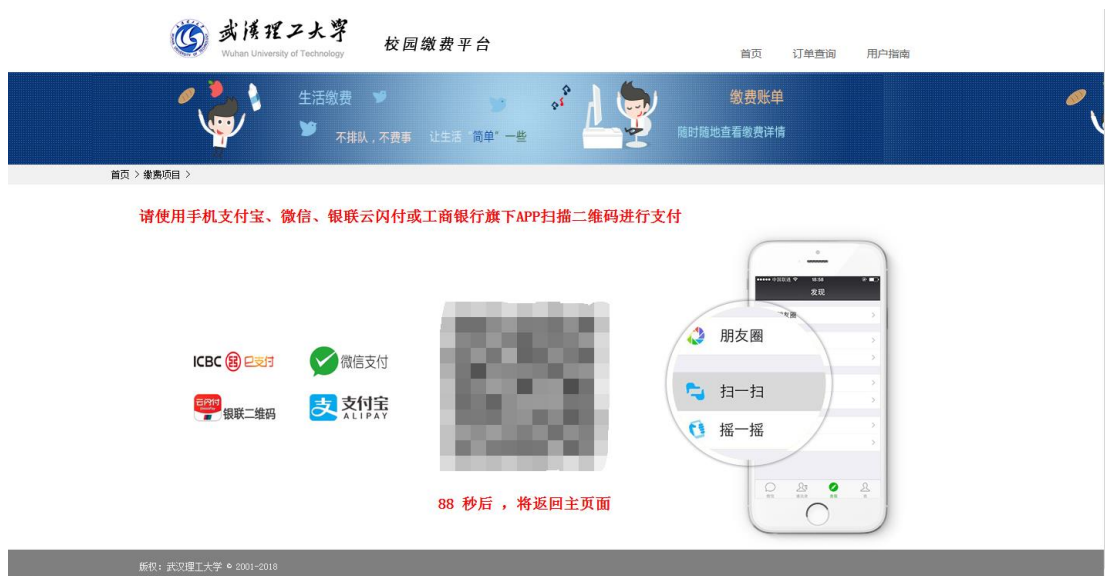 武汉理工大学
Wuhan University of Technology
校园缴费平台
首页 订单查询 用户指南
生活缴费
不排队，不费事 让生活“简单”一些
缴费账单
随时随地查看缴费详情
首页 > 缴费项目 >
请使用手机支付宝、微信、银联云闪付或工商银行旗下APP扫描二维码进行支付
发现
友圈
朋友圈
扫一扫
摇一摇
ICBC e支付
微信支付
云闪付
银联二维码
支付宝
ALIPAY
88 秒后 ，将返回主页面
版权：武汉理工大学 © 2001-2018